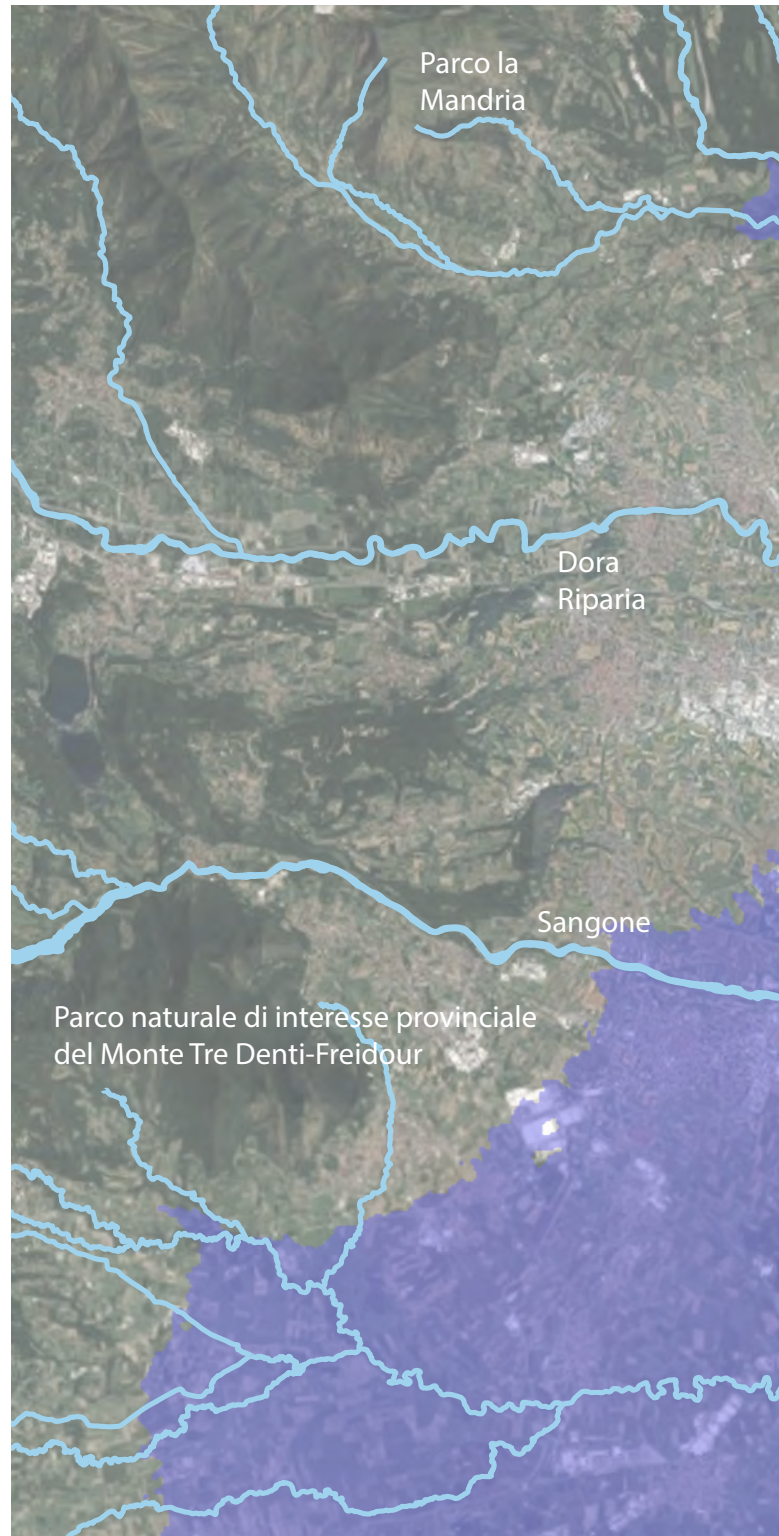 Parco la
Mandria
Dora
Riparia
Sangone
Parco naturale di interesse provinciale
del Monte Tre Denti-Freidour